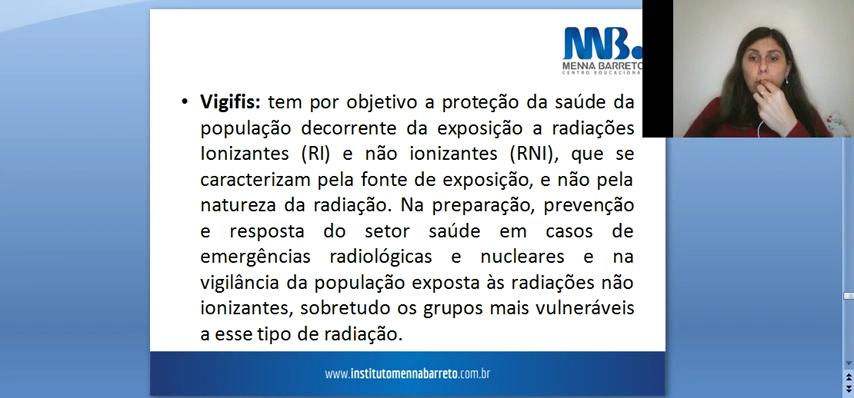 MNB.
MENNA BARRETO
CENTRO EDUCACIONAL
• Vigifis: tem por objetivo a proteção da saúde da
população decorrente da exposição a radiações
Ionizantes (RI) e não ionizantes (RNI), que se
caracterizam pela fonte de exposição, e não pela
natureza da radiação. Na preparação, prevenção
e resposta do setor saúde em casos de
emergências radiológicas e nucleares e na
vigilância da população exposta às radiações não
ionizantes, sobretudo os grupos mais vulneráveis
a esse tipo de radiação.
www.institutomennabarreto.com.br